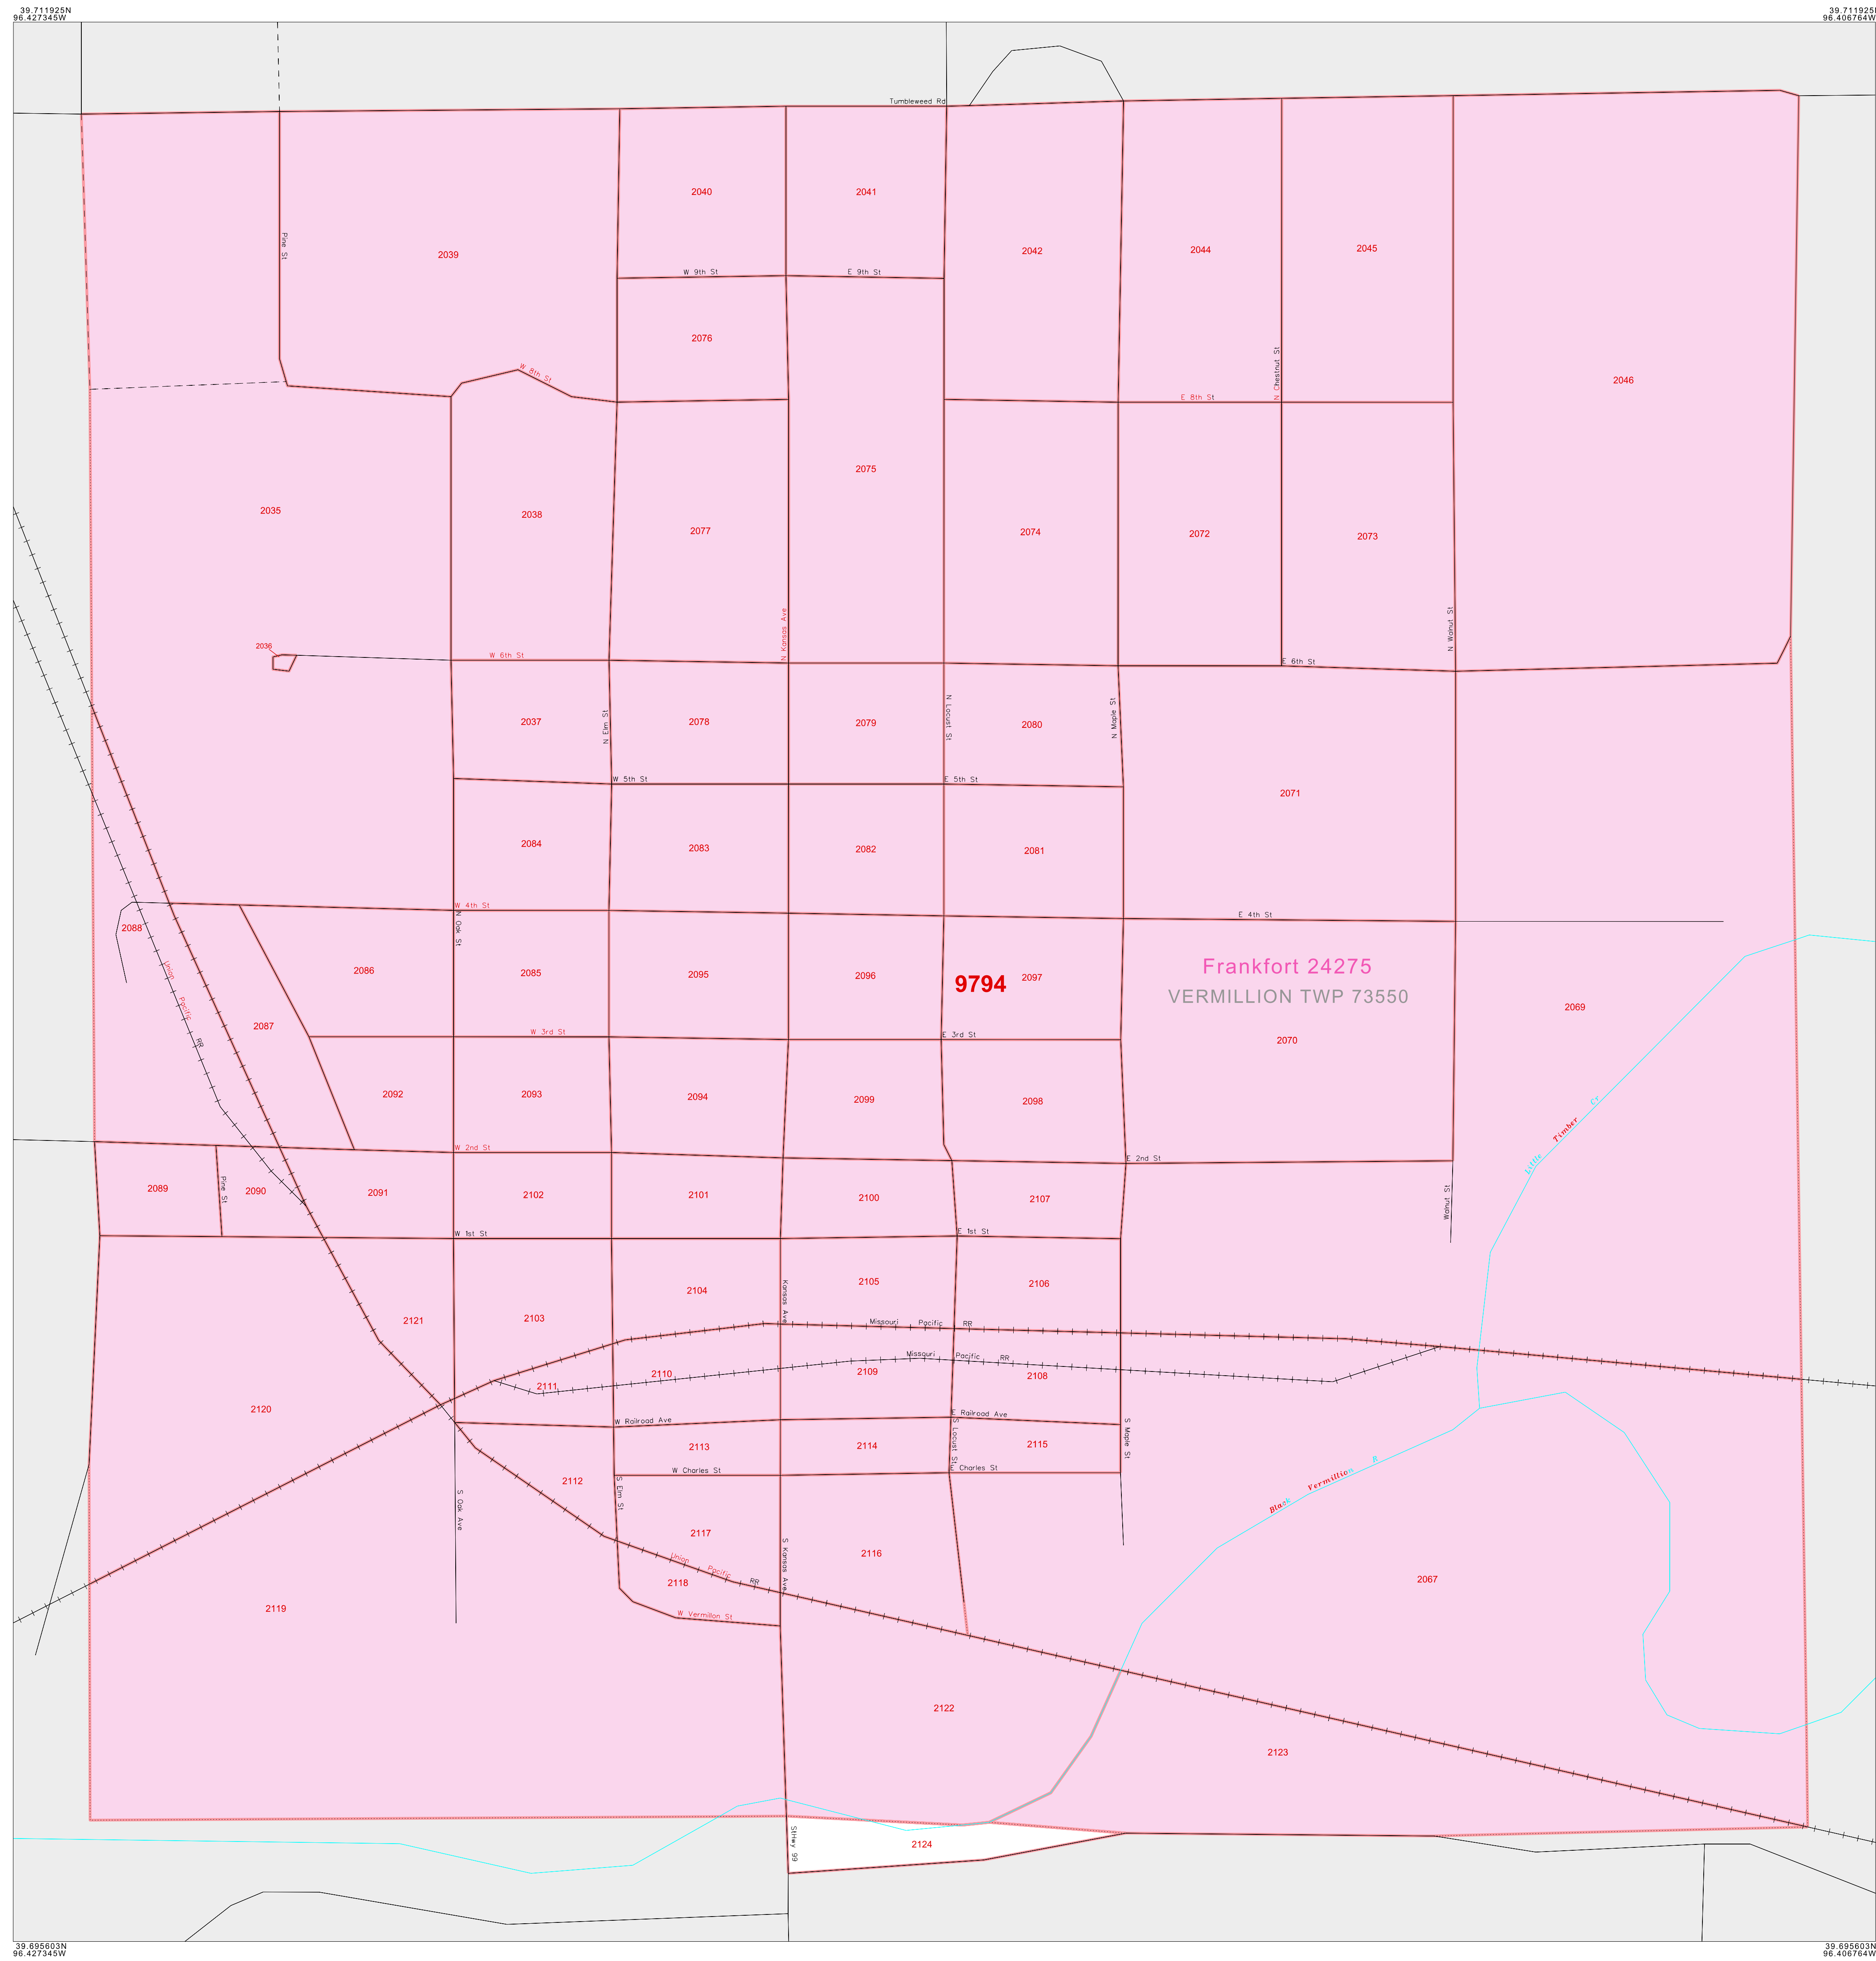 39.711925N
96.427345W
39.711925N
96.406764W
Tumbleweed Rd
2040
2041
2042
2044
2045
Pine St
2039
W 9th St
E 9th St
2076
N Chestnut St
W 8th St
E 8th St
2046
2075
2035
2038
2077
2074
2072
2073
N Kansas Ave
N Walnut St
2036
W 6th St
E 6th St
2037
N Elm St
2078
2079
N Locust St
2080
N Maple St
W 5th St
E 5th St
2071
2084
2083
2082
2081
W 4th St
E 4th St
N Oak St
2088
Union Pacific RR
2086
2085
2095
2096
9794
2097
Frankfort 24275
VERMILLION TWP 73550
2069
2087
W 3rd St
E 3rd St
2070
2092
2093
2094
2099
2098
Little Timber Cr
W 2nd St
E 2nd St
2089
Pine St
2090
2091
2102
2101
2100
2107
Walnut St
W 1st St
E 1st St
2104
Kansas Ave
2105
2106
2121
2103
Missouri Pacific RR
Missouri Pacific RR
2111
2110
2109
2108
2120
W Railroad Ave
E Railroad Ave
2113
2114
S Locust St
2115
S Maple St
W Charles St
E Charles St
2112
S Elm St
S Oak Ave
Black Vermillion R
2117
S Kansas Ave
2116
Union Pacific RR
2118
2067
2119
W Vermillon St
2122
2123
Sthwy 99
2124
39.695603N
96.427345W
39.695603N
96.406764W